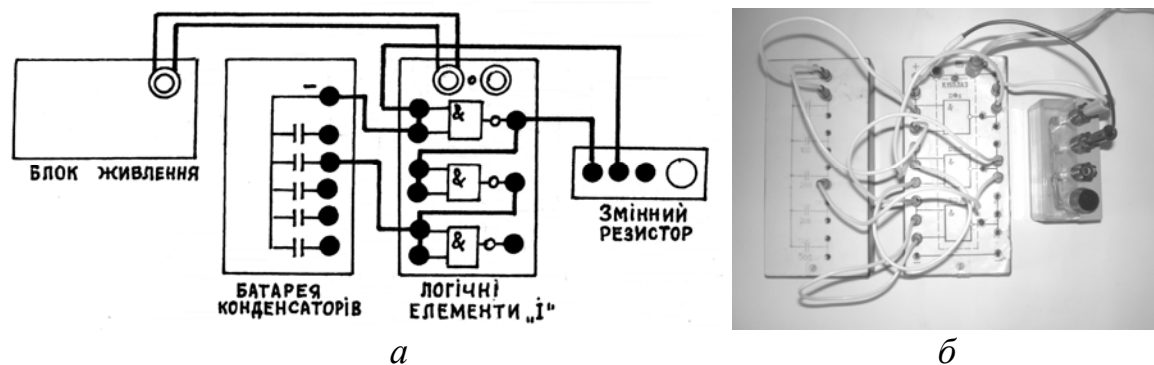 БЛОК ЖИВЛЕННЯ
–
&
&
&
БАТАРЕЯ
КОНДЕНСАТОРІВ
ЛОГІЧНІ
ЕЛЕМЕНТИ „І"
ЗМІННИЙ
РЕЗИСТОР
а
б